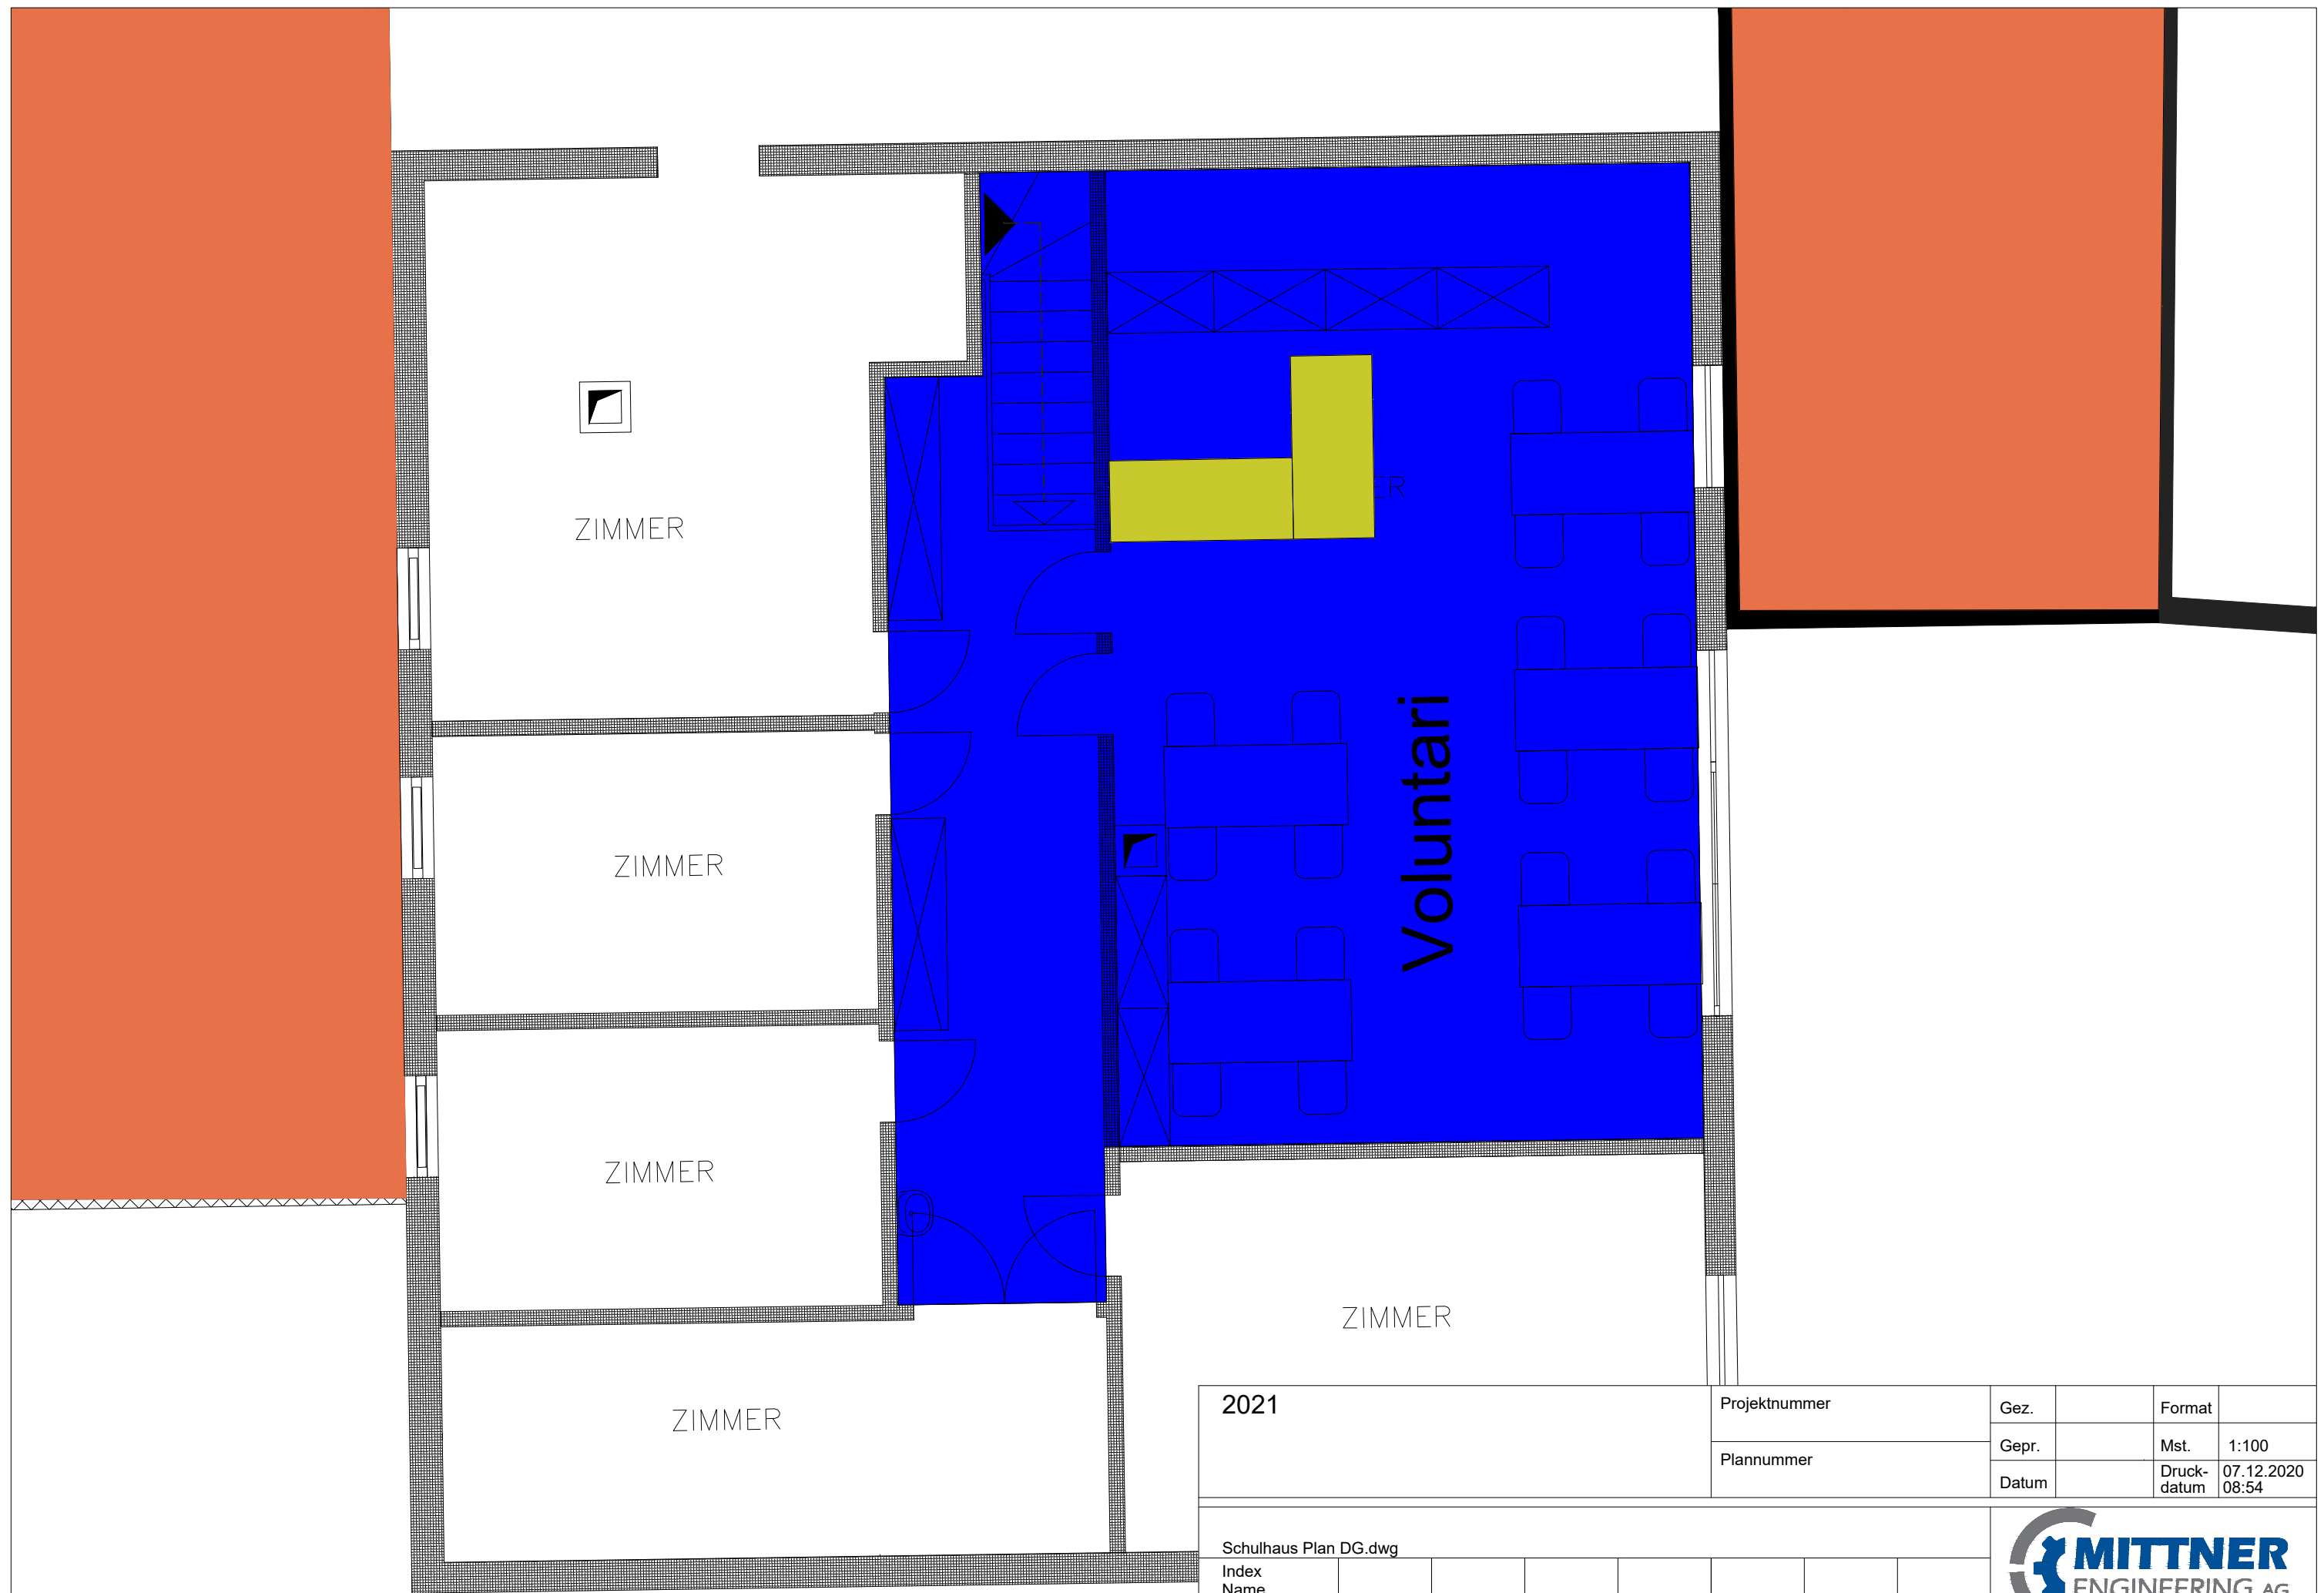 ZIMMER
ER
ZIMMER
Voluntari
ZIMMER
ZIMMER
ZIMMER
2021
Projektnummer
Plannummer
Gez.
Format
Gepr.
Mst.
1:100
Datum
Druck-
datum
07.12.2020
08:54
Schulhaus Plan DG.dwg
Index
Name
MITTNER
ENGINEERING AG